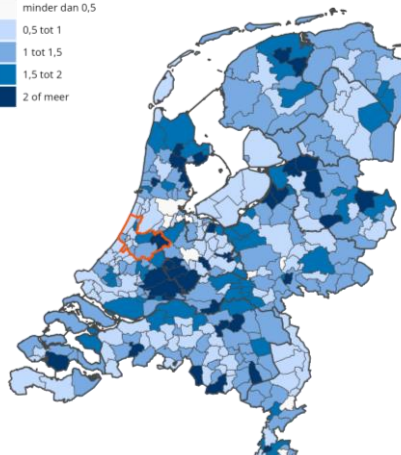 minder dan 0,5
0,5 tot 1
1 tot 1,5
1,5 tot 2
2 of meer